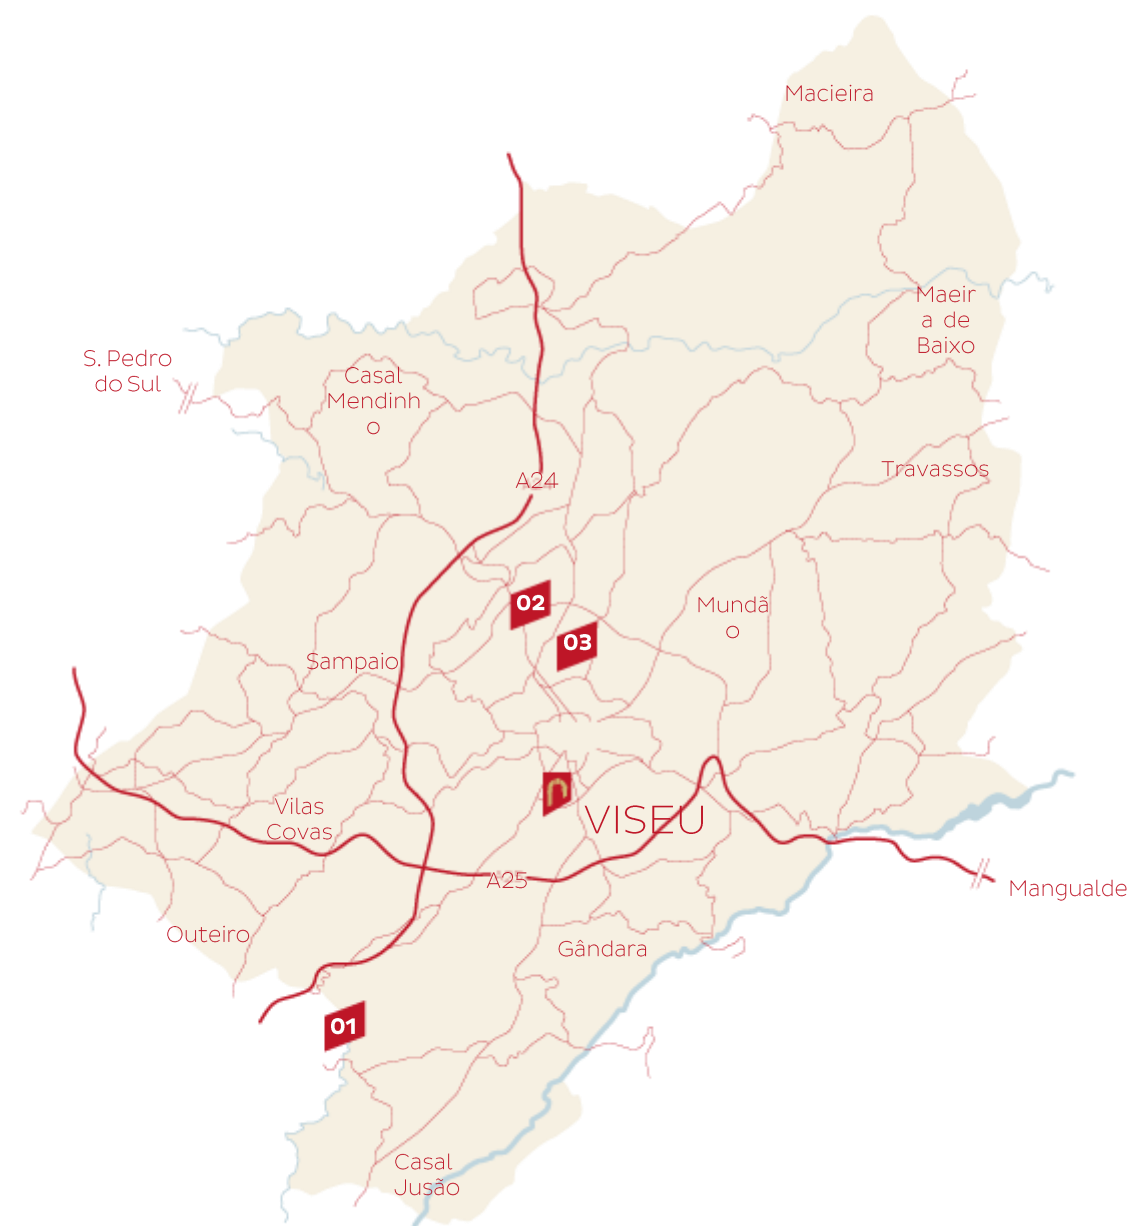 Macieira
Maeir
a de
Baixo
S. Pedro
do Sul
Casal
Mendinh
Travassos
A24
02
Mundã
03
Sampaio
Vilas
Covas
VISEU
A25
Mangualde
Outeiro
Gândara
01
Casal
Jusão